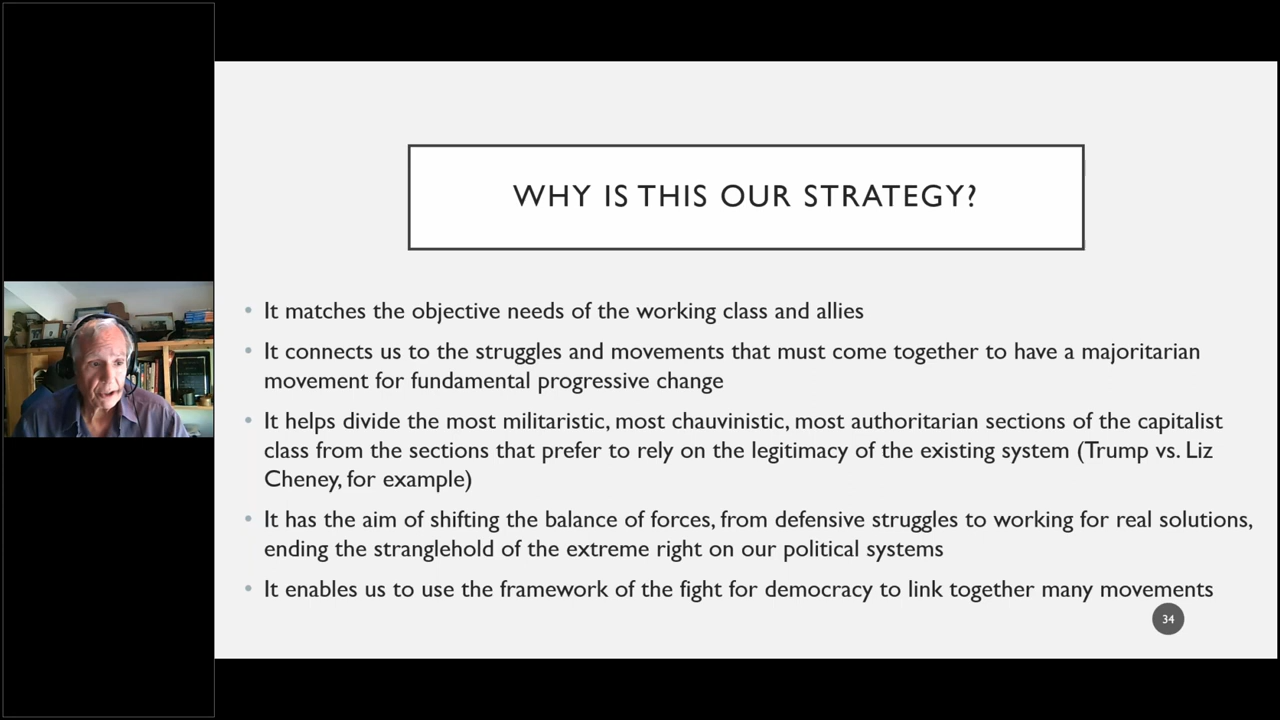 WHY IS THIS OUR STRATEGY?
• It matches the objective needs of the working class and allies
• It connects us to the struggles and movements that must come together to have a majoritarian
movement for fundamental progressive change
• It helps divide the most militaristic, most chauvinistic, most authoritarian sections of the capitalist
class from the sections that prefer to rely on the legitimacy of the existing system (Trump vs. Liz
Cheney, for example)
• It has the aim of shifting the balance of forces, from defensive struggles to working for real solutions,
ending the stranglehold of the extreme right on our political systems
• It enables us to use the framework of the fight for democracy to link together many movements
34